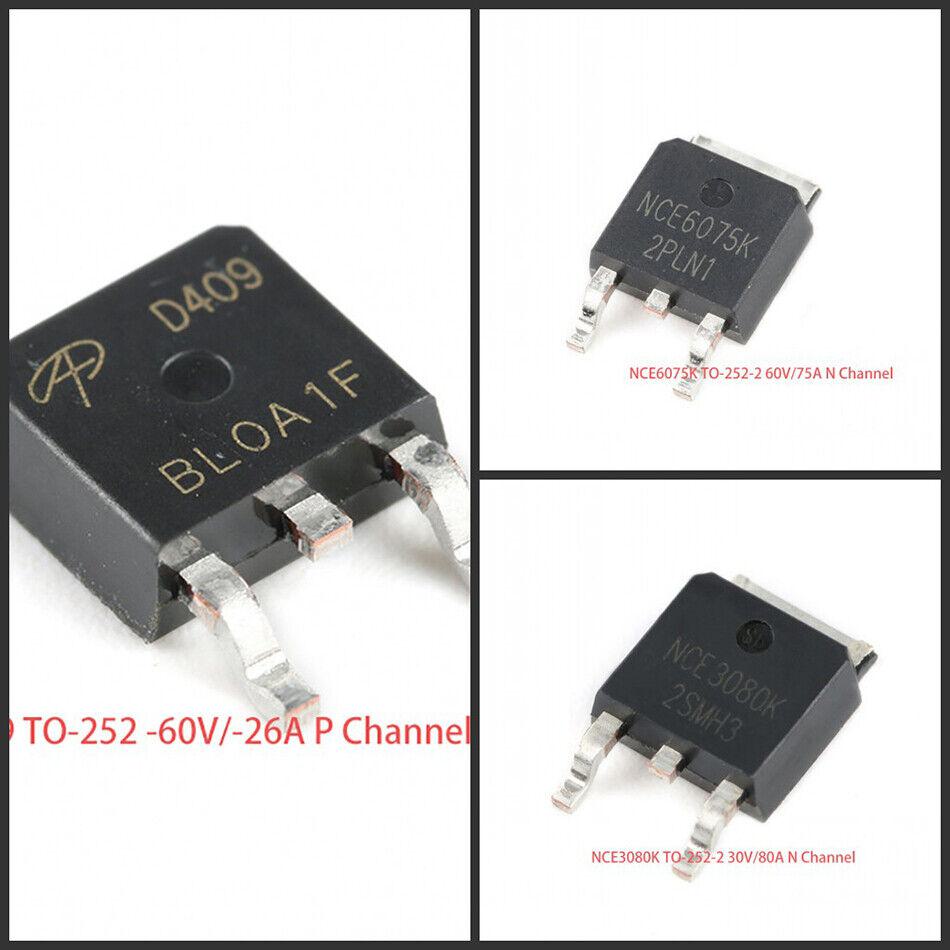 D409
BL0A1F
9 TO-252 -60V/-26A P Channel
NCE6075K
2PLN1
NCE6075K TO-252-2 60V/75A N Channel
NCE3080K
2SMH3
NCE3080K TO-252-2 30V/80A N Channel